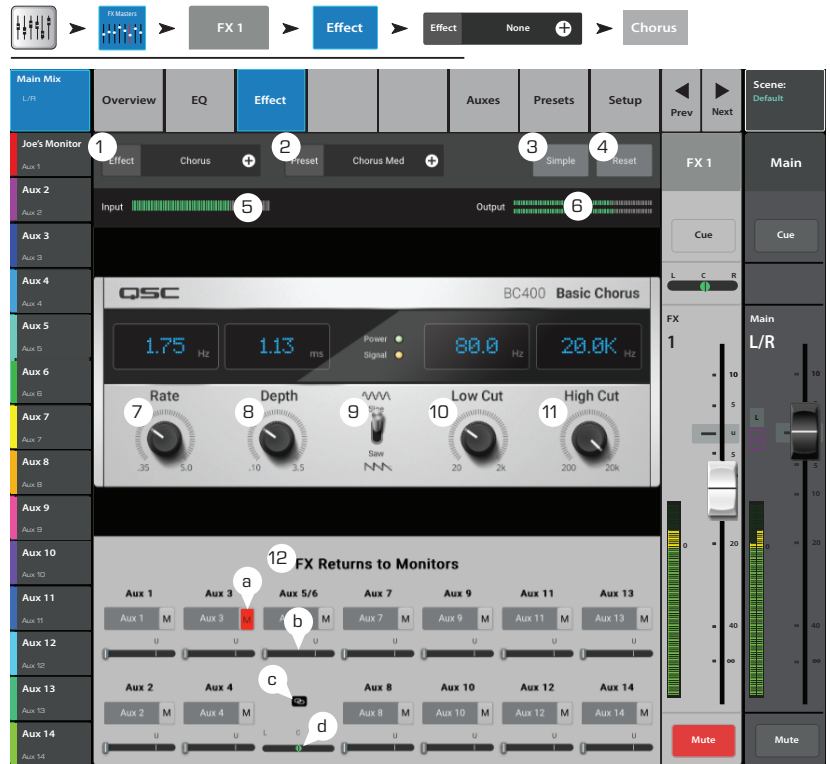 FX Masters
FX 1
Effect
Effect None
Chorus
Main Mix
L/R
Overview EQ Effect Auxes Presets Setup
Prev Next
Scene:
Default
Joe's Monitor
Aux 1
Aux 2
Aux 2
Aux 3
Aux 3
Aux 4
Aux 4
Aux 5
Aux 5
Aux 6
Aux 6
Aux 7
Aux 7
Aux 8
Aux 8
Aux 9
Aux 9
Aux 10
Aux 10
Aux 11
Aux 11
Aux 12
Aux 12
Aux 13
Aux 13
Aux 14
Aux 14
1 2 3 4
Effect Chorus Preset Chorus Med Simple Reset
Input 5 Output 6
QSC BC400 Basic Chorus
1.75 Hz 1.13 ms Power 80.0 Hz 20.0K Hz
Signal
Rate Depth Low Cut High Cut
7 8 9 10 11
Sine
Saw
.35 5.0 .10 3.5 20 2k 200 20k
12 FX Returns to Monitors
a
Aux 1 Aux 3 Aux 5/6 Aux 7 Aux 9 Aux 11 Aux 13
Aux 1 M Aux 3 M M Aux 7 M Aux 9 M Aux 11 M Aux 13 M
b
U U U U U U U
c
Aux 2 Aux 4 Aux 8 Aux 10 Aux 12 Aux 14
Aux 2 M Aux 4 M Aux 8 M Aux 10 M Aux 12 M Aux 14 M
d
U U L C U U U U
FX 1
Cue
L C R
FX
1
10
5
U
5
0
20
40
∞
Mute
Main
Cue
Main
L/R
10
5
L
U
5
10
0
20
40
∞
Mute